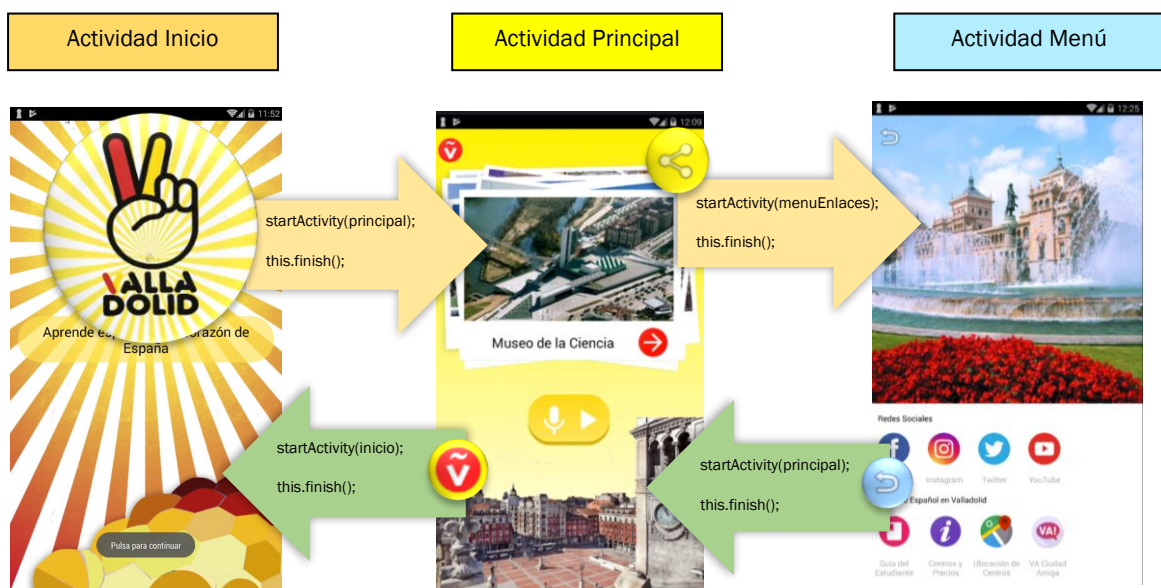 Actividad Inicio
Actividad Principal
Actividad Menú
11:52
VALLA
DOLID
Aprende
corazón de
España
Pulsa para continuar
startActivity(principal);
this.finish();
startActivity(inicio);
this.finish();
12:09
Museo de la Ciencia
startActivity(menuEnlaces);
this.finish();
startActivity(principal);
this.finish();
12:25
Redes Sociales
Instagram
Twitter
YouTube
Español en Valladolid
Guía del
Estudiante
Centros y
Precios
Ubicación de
Centros
VA!
VA Ciudad
Amiga